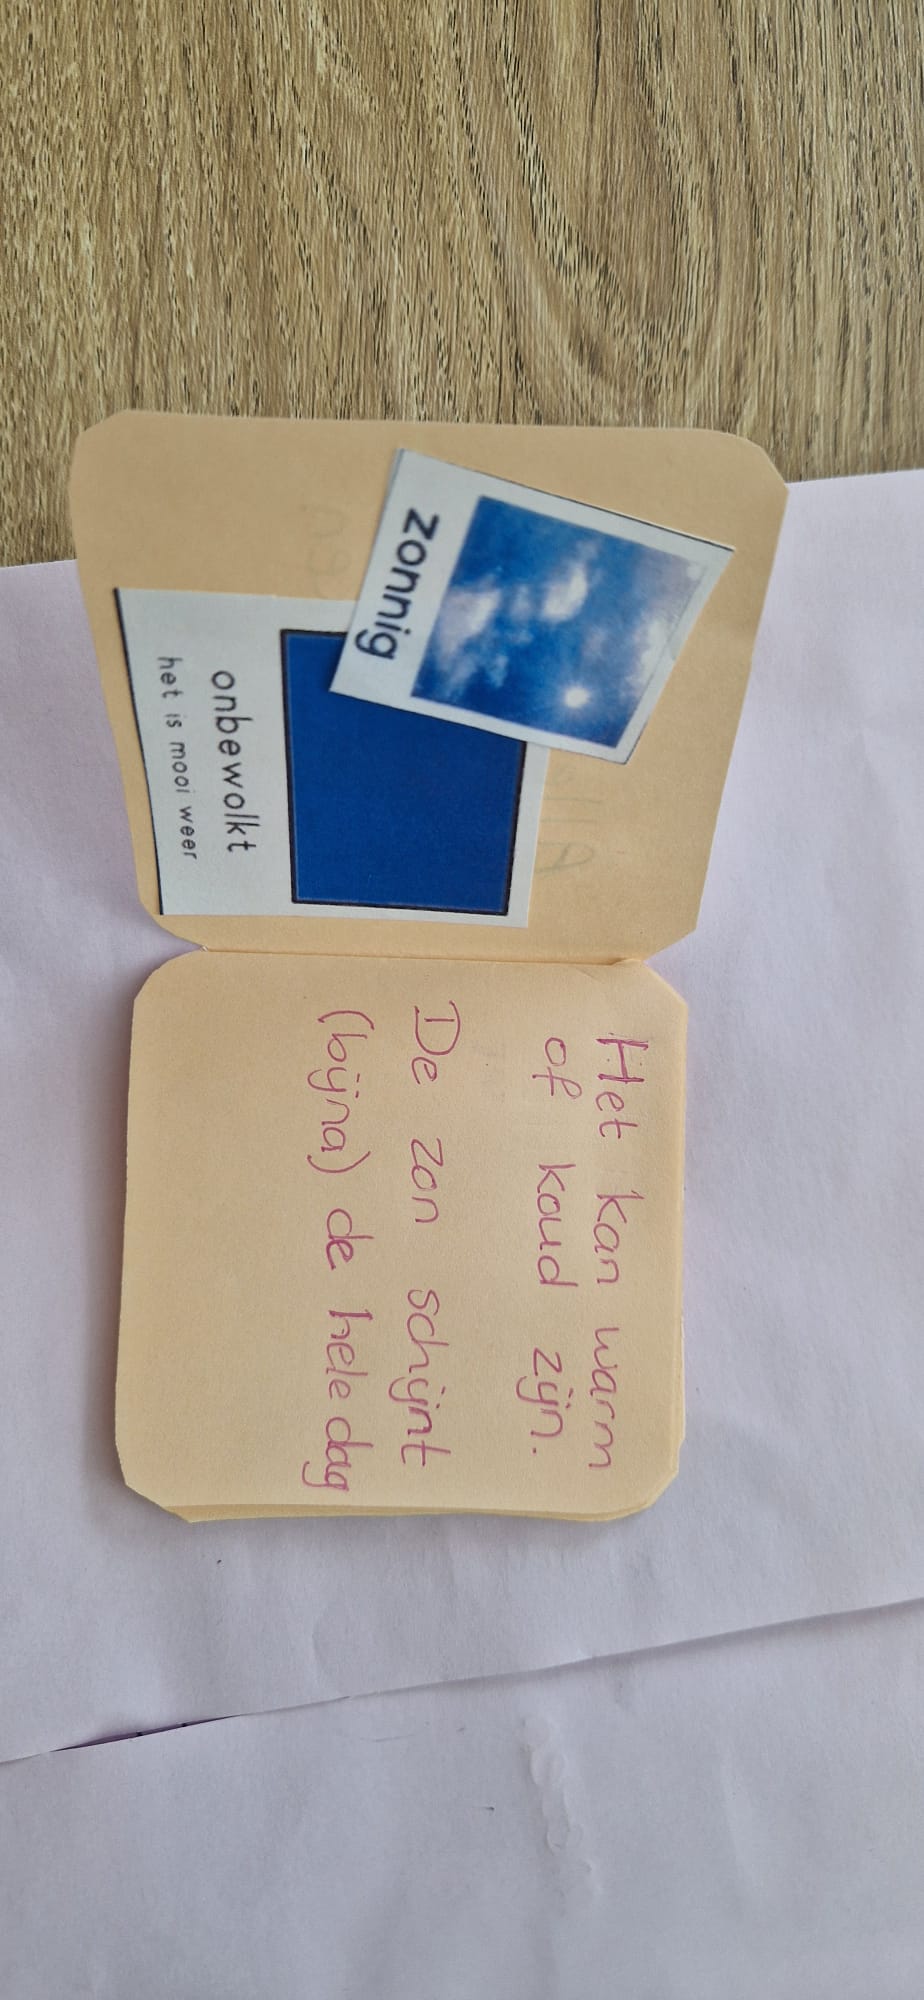 zonnig
onbewolkt
het is mooi weer
Het kan warm
of koud zijn.
De zon schijnt
(bijna) de hele dag